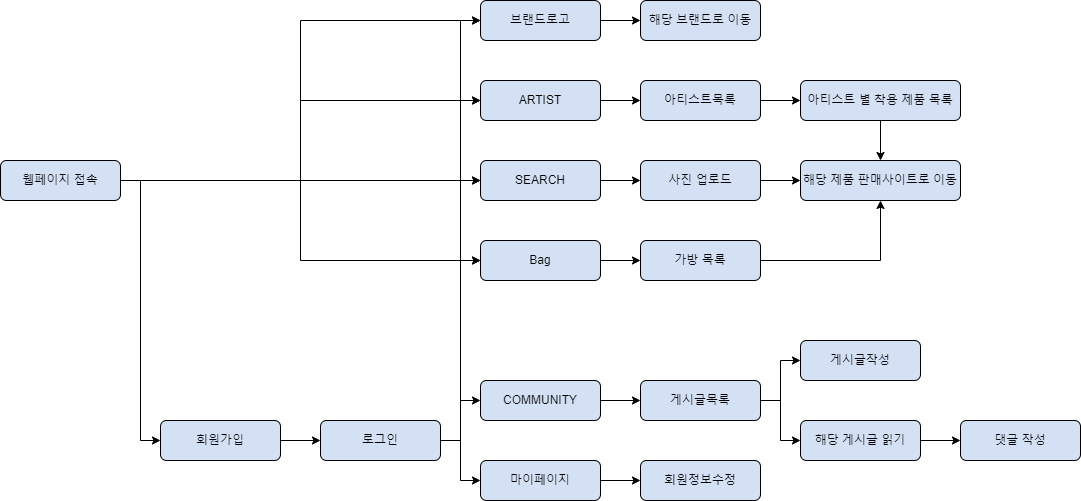 브랜드로고
해당 브랜드로 이동
ARTIST
아티스트목록
아티스트 별 착용 제품 목록
웹페이지 접속
SEARCH
사진 업로드
해당 제품 판매사이트로 이동
Bag
가방 목록
게시글작성
COMMUNITY
게시글목록
회원가입
로그인
해당 게시글 읽기
댓글 작성
마이페이지
회원정보수정